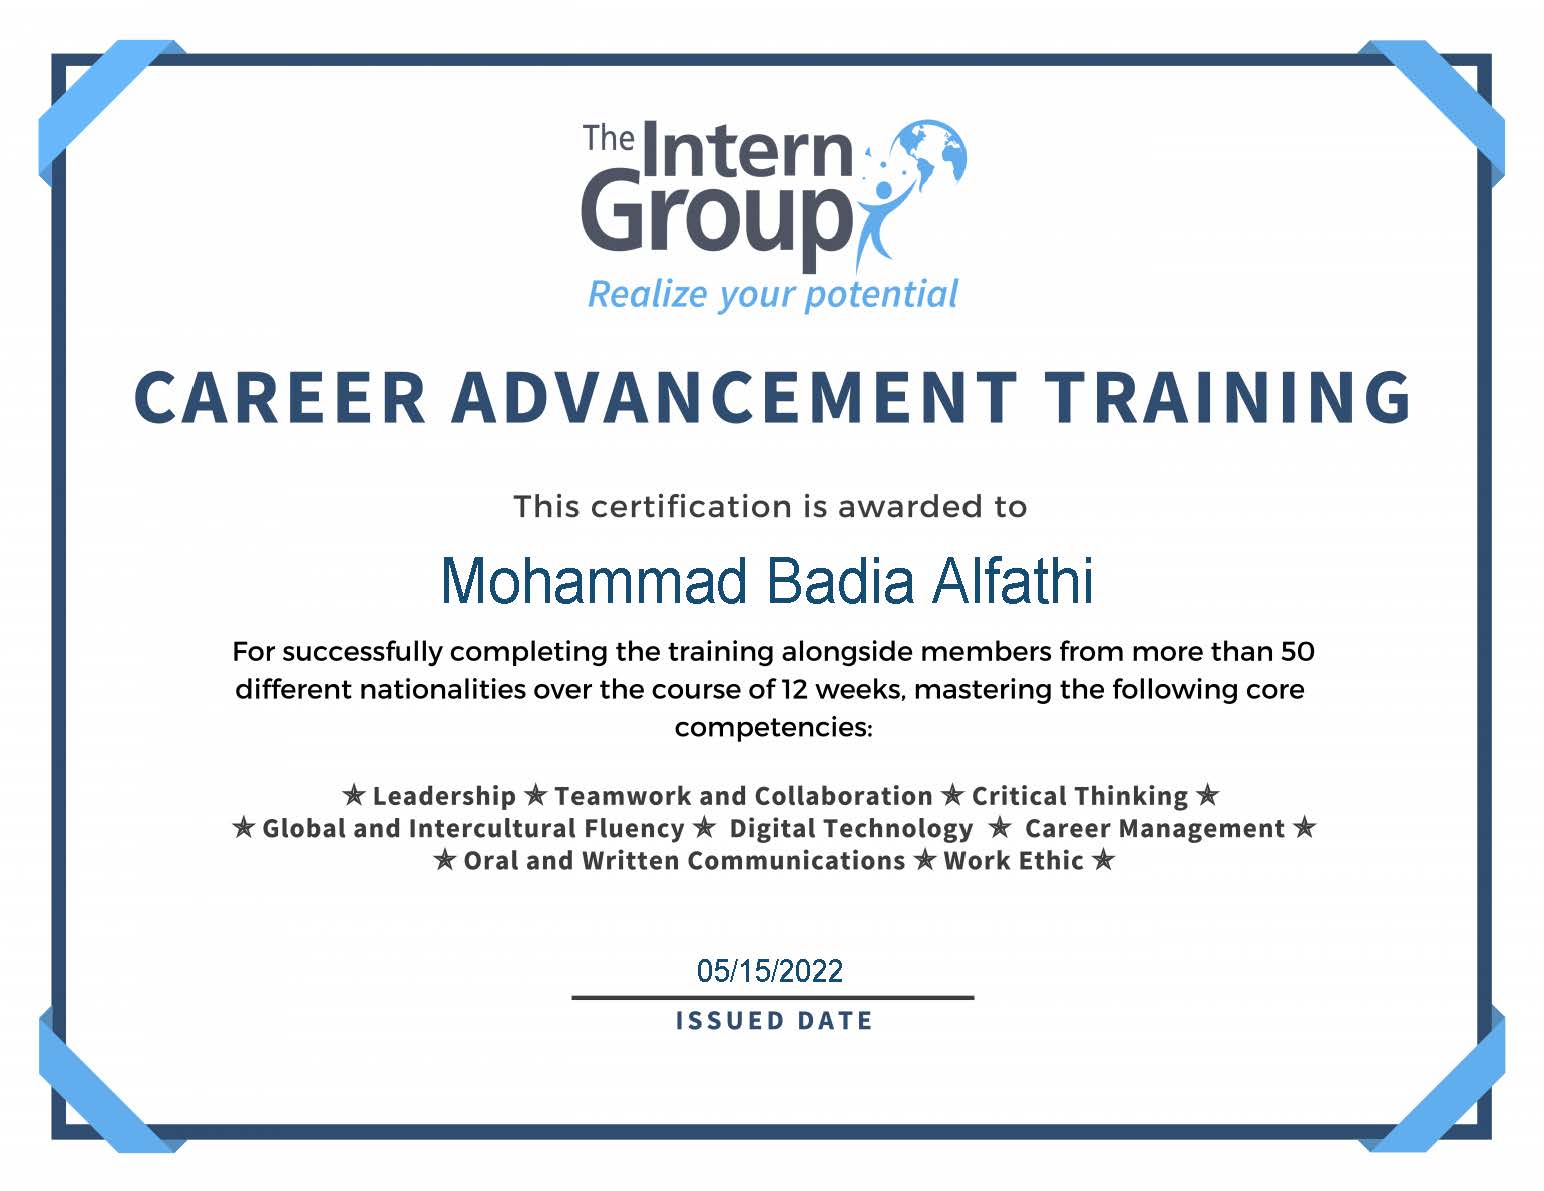 The Intern
Group
Realize your potential
CAREER ADVANCEMENT TRAINING
This certification is awarded to
Mohammad Badia Alfathi
For successfully completing the training alongside members from more than 50
different nationalities over the course of 12 weeks, mastering the following core
competencies:
✯ Leadership ✯ Teamwork and Collaboration ✯ Critical Thinking ✯
✯ Global and Intercultural Fluency ✯ Digital Technology ✯ Career Management ✯
✯ Oral and Written Communications ✯ Work Ethic ✯
05/15/2022
ISSUED DATE